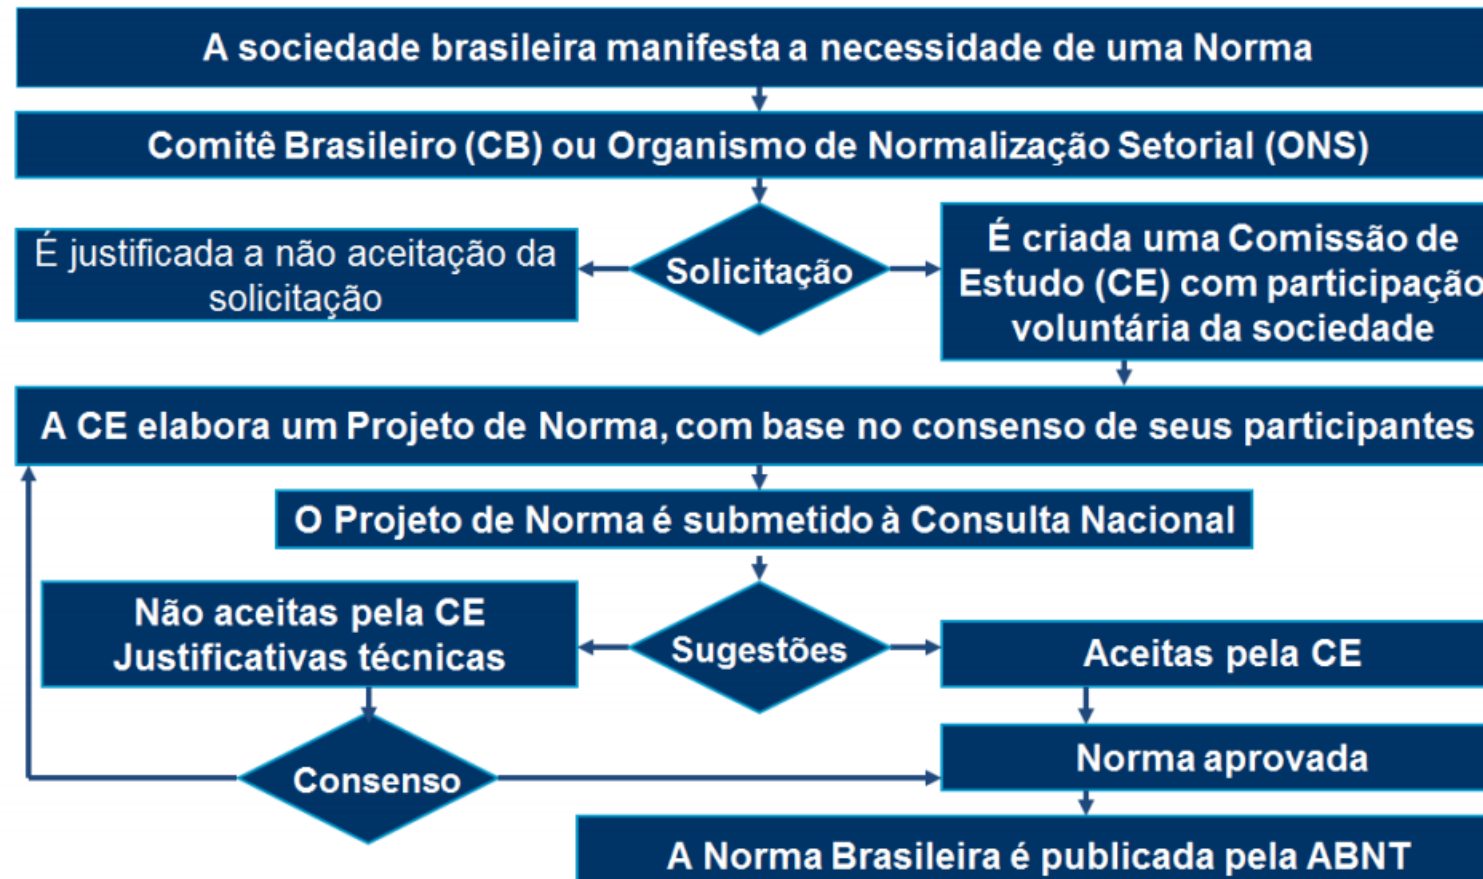 A sociedade brasileira manifesta a necessidade de uma Norma
Comitê Brasileiro (CB) ou Organismo de Normalização Setorial (ONS)
É justificada a não aceitação da
solicitação
Solicitação
É criada uma Comissão de
Estudo (CE) com participação
voluntária da sociedade
A CE elabora um Projeto de Norma, com base no consenso de seus participantes
O Projeto de Norma é submetido à Consulta Nacional
Não aceitas pela CE
Justificativas técnicas
Sugestões
Aceitas pela CE
Consenso
Norma aprovada
A Norma Brasileira é publicada pela ABNT